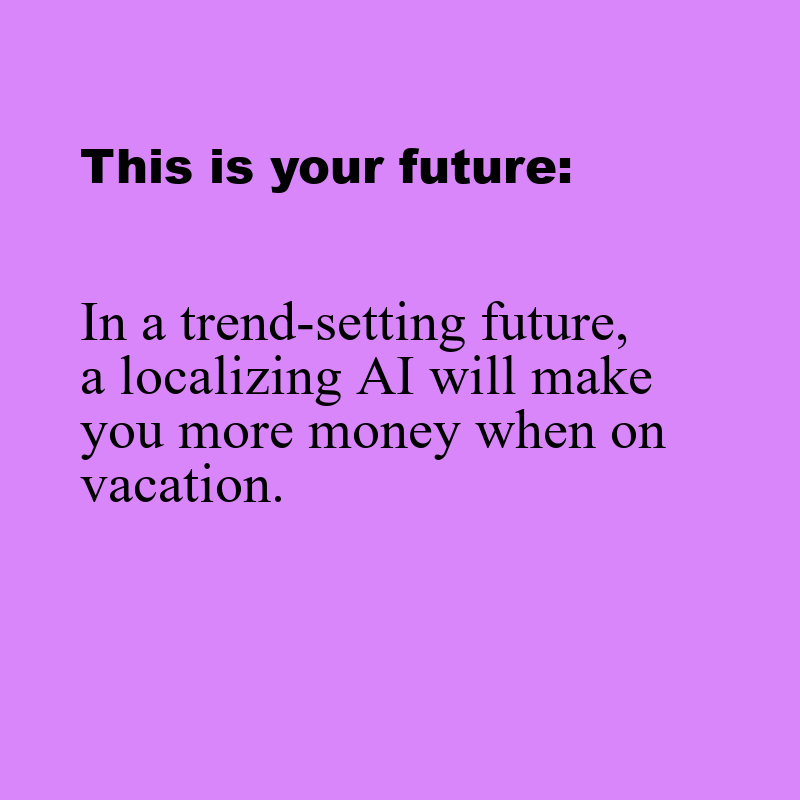 This is your future:
In a trend-setting future,
a localizing AI will make
you more money when on
vacation.